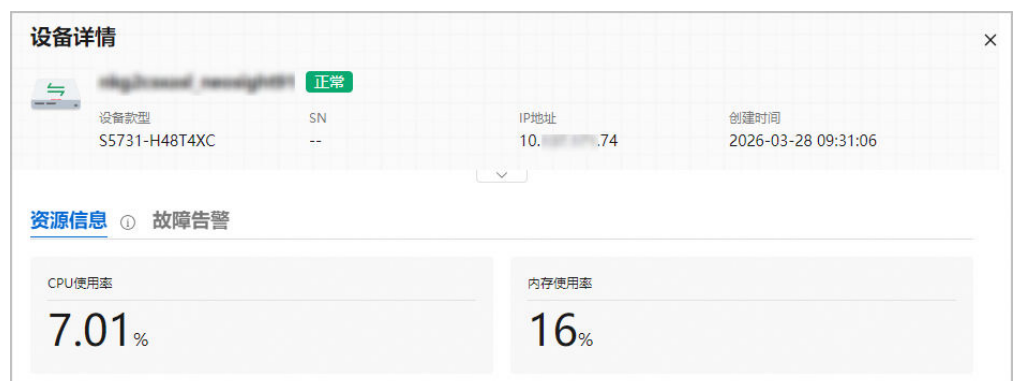 设备详情
正常
设备款型 SN IP地址 创建时间
S5731-H48T4XC -- 10. .74 2026-03-28 09:31:06
资源信息 故障告警
CPU使用率 内存使用率
7.01% 16%